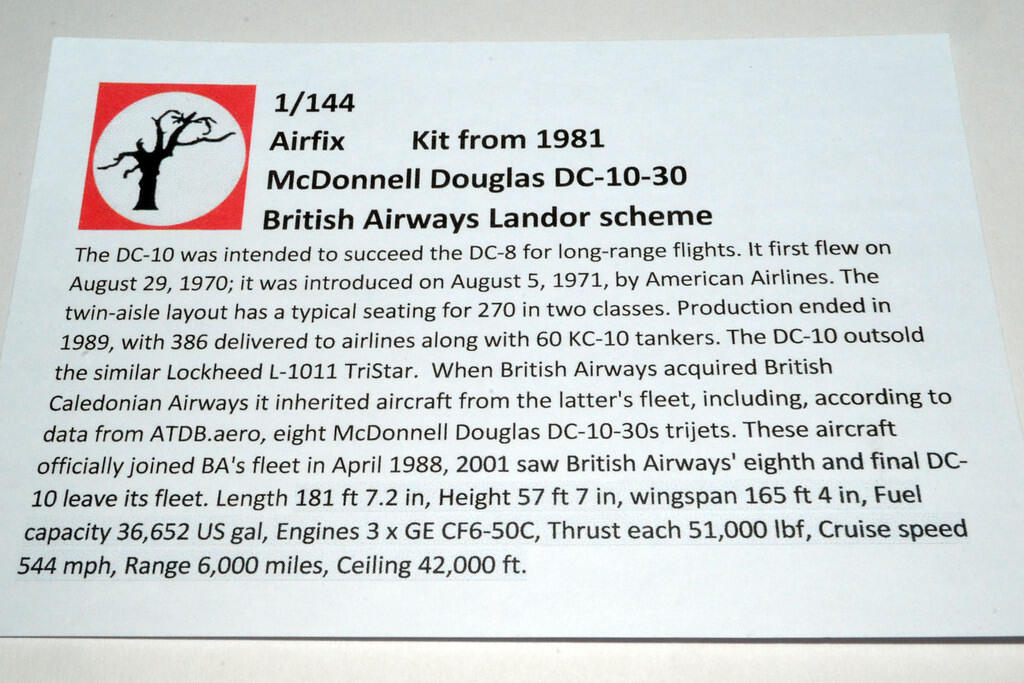 1/144
Airfix Kit from 1981
McDonnell Douglas DC-10-30
British Airways Landor scheme
The DC-10 was intended to succeed the DC-8 for long-range flights. It first flew on
August 29, 1970; it was introduced on August 5, 1971, by American Airlines. The
twin-aisle layout has a typical seating for 270 in two classes. Production ended in
1989, with 386 delivered to airlines along with 60 KC-10 tankers. The DC-10 outsold
the similar Lockheed L-1011 TriStar. When British Airways acquired British
Caledonian Airways it inherited aircraft from the latter's fleet, including, according to
data from ATDB.aero, eight McDonnell Douglas DC-10-30s trijets. These aircraft
officially joined BA's fleet in April 1988, 2001 saw British Airways' eighth and final DC-
10 leave its fleet. Length 181 ft 7.2 in, Height 57 ft 7 in, wingspan 165 ft 4 in, Fuel
capacity 36,652 US gal, Engines 3 x GE CF6-50C, Thrust each 51,000 lbf, Cruise speed
544 mph, Range 6,000 miles, Ceiling 42,000 ft.